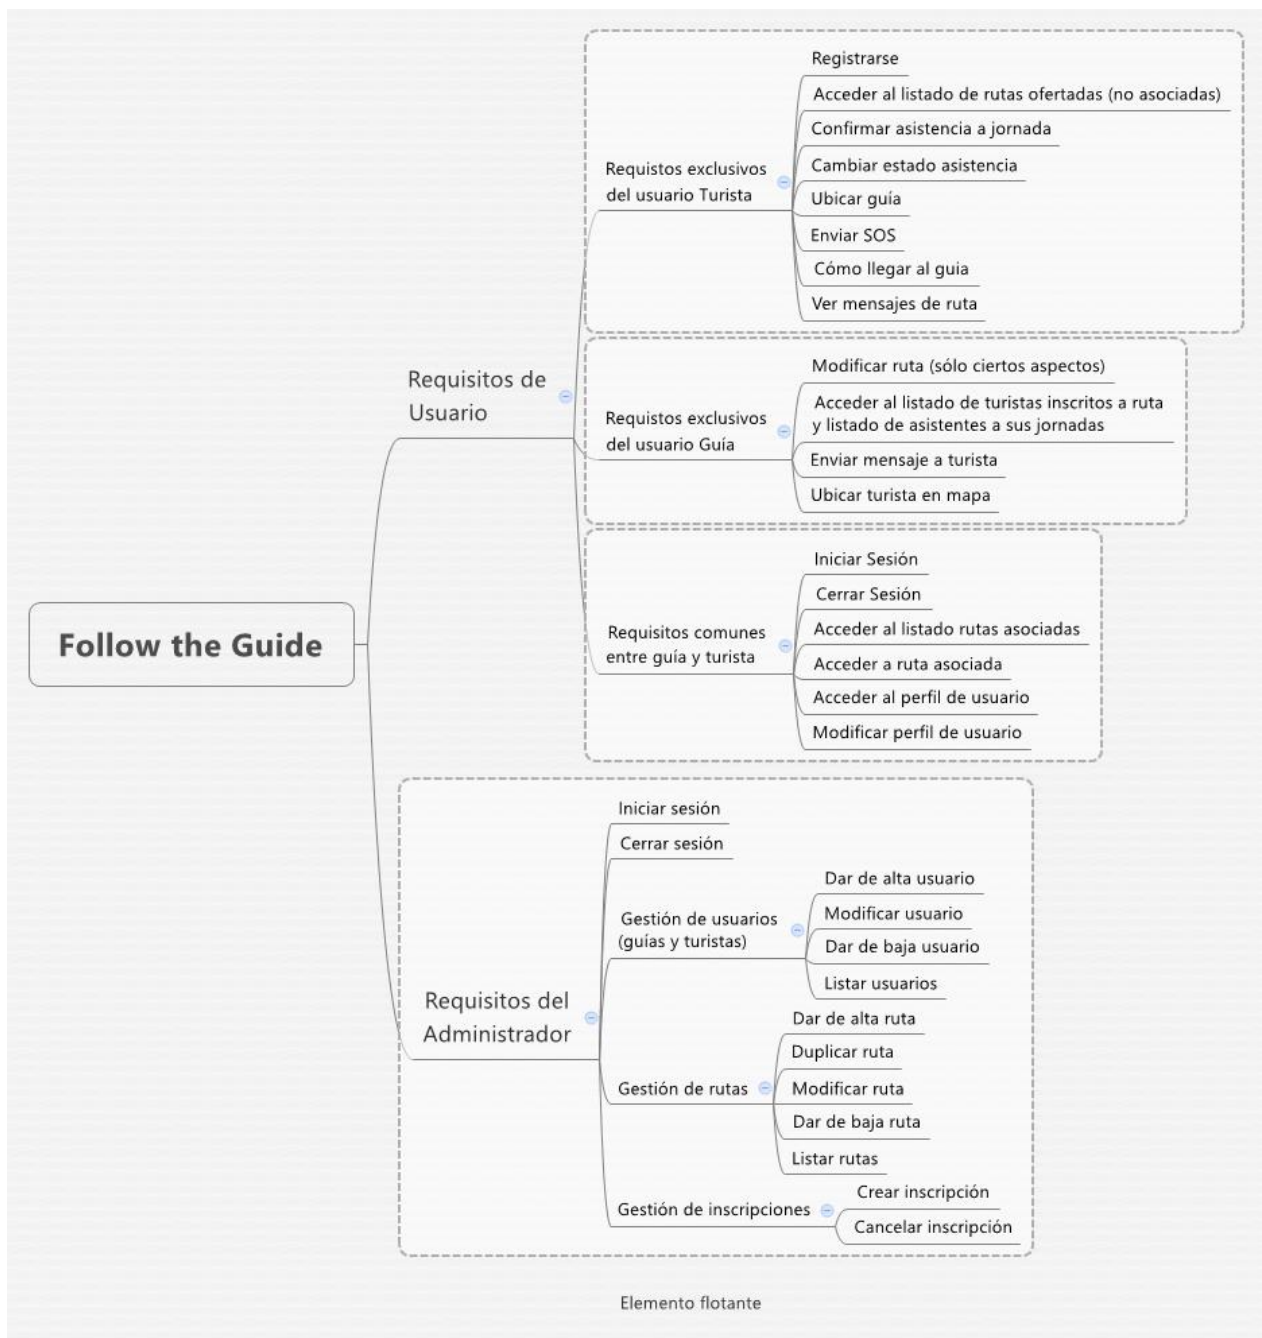 Follow the Guide
Requisitos de
Usuario
Requistos exclusivos
del usuario Turista
Registrarse
Acceder al listado de rutas ofertadas (no asociadas)
Confirmar asistencia a jornada
Cambiar estado asistencia
Ubicar guía
Enviar SOS
Cómo llegar al guia
Ver mensajes de ruta
Requistos exclusivos
del usuario Guía
Modificar ruta (sólo ciertos aspectos)
Acceder al listado de turistas inscritos a ruta
y listado de asistentes a sus jornadas
Enviar mensaje a turista
Ubicar turista en mapa
Requisitos comunes
entre guía y turista
Iniciar Sesión
Cerrar Sesión
Acceder al listado rutas asociadas
Acceder a ruta asociada
Acceder al perfil de usuario
Modificar perfil de usuario
Requisitos del
Administrador
Iniciar sesión
Cerrar sesión
Gestión de usuarios
(guías y turistas)
Dar de alta usuario
Modificar usuario
Dar de baja usuario
Listar usuarios
Gestión de rutas
Dar de alta ruta
Duplicar ruta
Modificar ruta
Dar de baja ruta
Listar rutas
Gestión de inscripciones
Crear inscripción
Cancelar inscripción
Elemento flotante